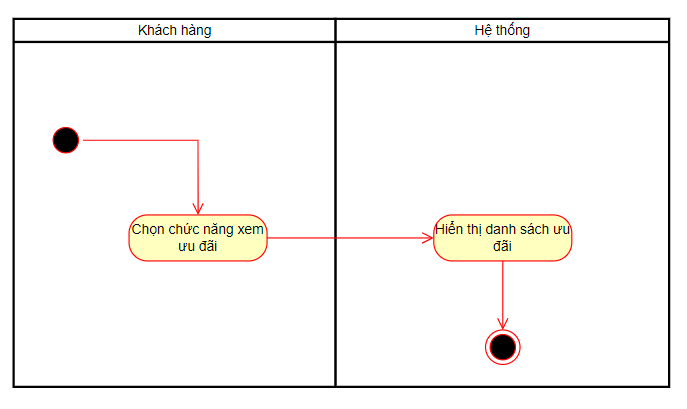 Khách hàng
Hệ thống
Chọn chức năng xem
ưu đãi
Hiển thị danh sách ưu
đãi